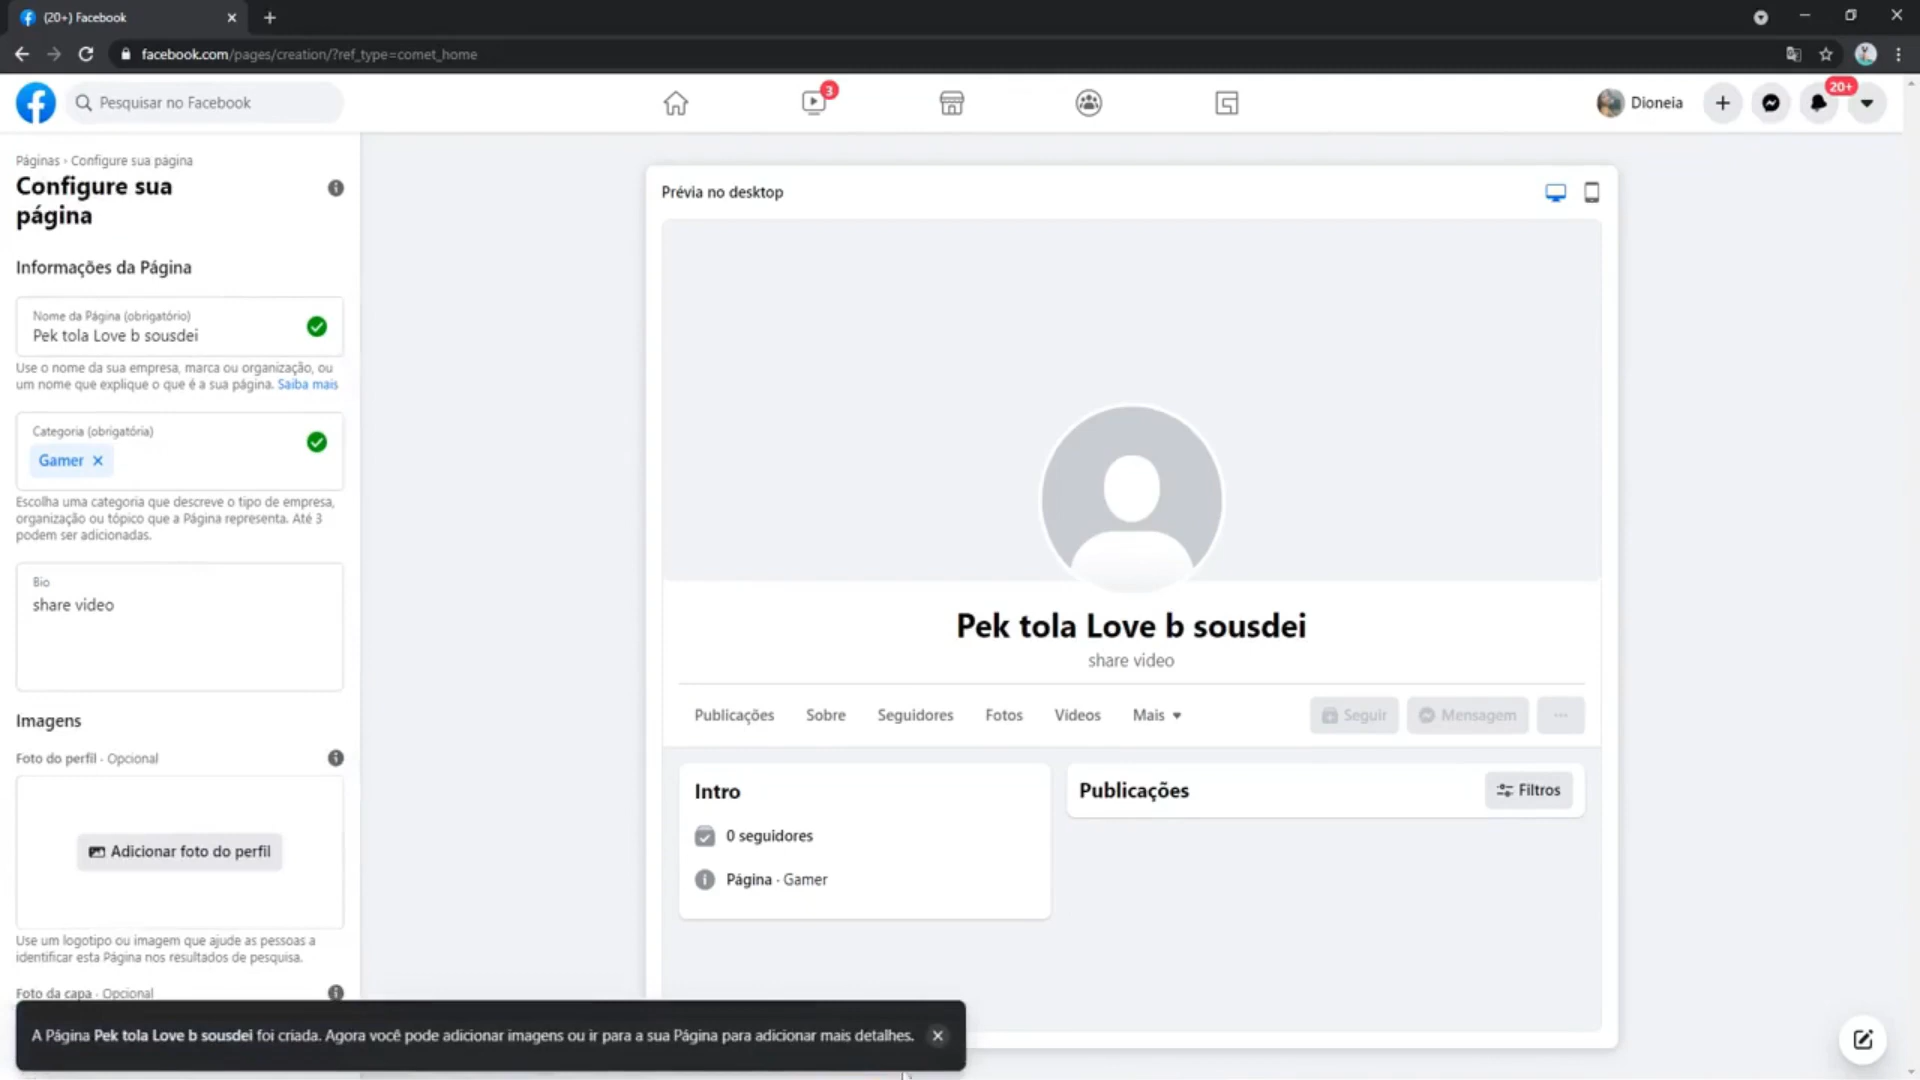 (20+) Facebook
facebook.com/pages/creation/?ref_type=comet_home
Pesquisar no Facebook
3
Dioneia
20+
Páginas › Configure sua página
Configure sua
página
Informações da Página
Nome da Página (obrigatório)
Pek tola Love b sousdei
Use o nome da sua empresa, marca ou organização, ou
um nome que explique o que é a sua página. Saiba mais
Categoria (obrigatória)
Gamer
Escolha uma categoria que descreve o tipo de empresa,
organização ou tópico que a Página representa. Até 3
podem ser adicionadas.
Bio
share video
Imagens
Foto do perfil · Opcional
Adicionar foto do perfil
Use um logotipo ou imagem que ajude as pessoas a
identificar esta Página nos resultados de pesquisa.
Foto da capa · Opcional
A Página Pek tola Love b sousdei foi criada. Agora você pode adicionar imagens ou ir para a sua Página para adicionar mais detalhes.
Prévia no desktop
Pek tola Love b sousdei
share video
Publicações Sobre Seguidores Fotos Vídeos Mais Seguir Mensagem
Intro
0 seguidores
Página · Gamer
Publicações
Filtros